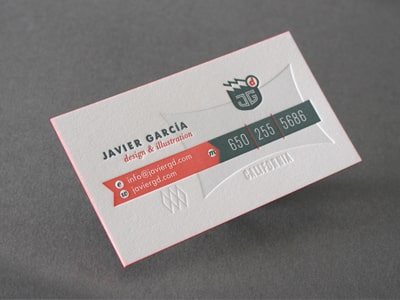 d
JG
JAVIER GARCÍA
design & illustration
m
650 255 5686
e info@javiergd.com
w javiergd.com
CALIFORNIA